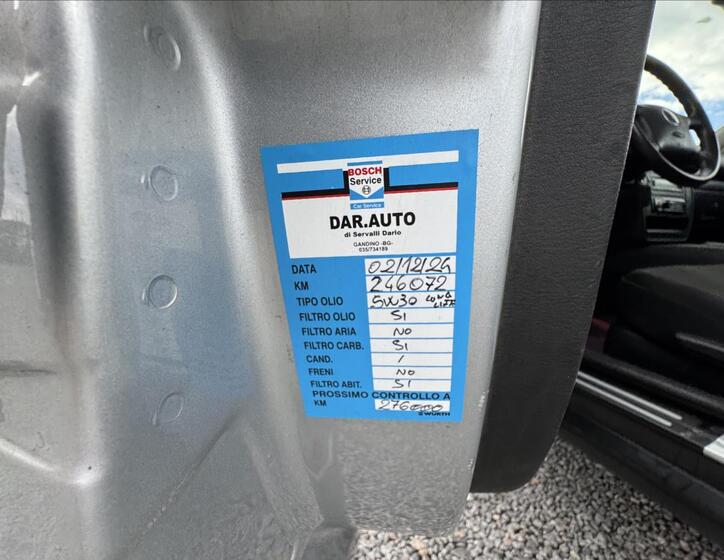 BOSCH
Service
Car Service
DAR.AUTO
di Servalli Dario
GANDINO -BG-
035/734189
DATA 02/12/24
KM 246072
TIPO OLIO 5W30 LONG LIFE
FILTRO OLIO SI
FILTRO ARIA NO
FILTRO CARB. SI
CAND. /
FRENI NO
FILTRO ABIT. SI
PROSSIMO CONTROLLO A
KM 276000
WÜRTH